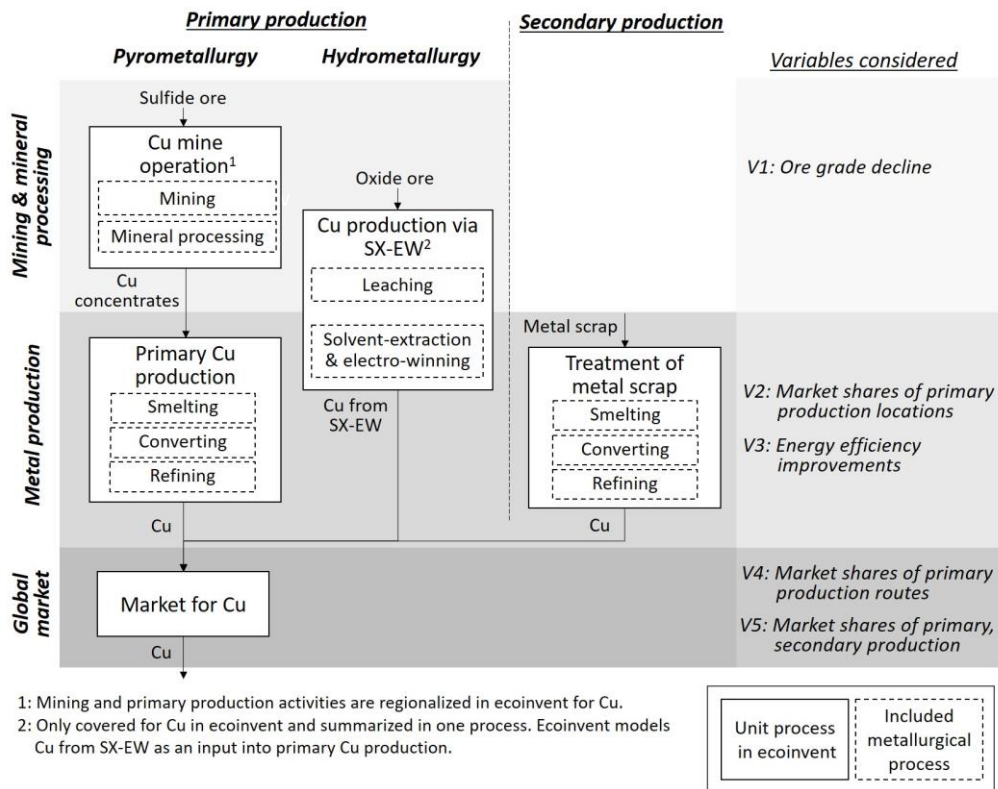 Primary production
Secondary production
Pyrometallurgy
Hydrometallurgy
Variables considered
Mining & mineral
processing
Sulfide ore
Cu mine
operation¹
Mining
Mineral processing
Cu
concentrates
Oxide ore
Cu production via
SX-EW²
Leaching
Solvent-extraction
& electro-winning
Cu from
SX-EW
V1: Ore grade decline
Metal production
Primary Cu
production
Smelting
Converting
Refining
Cu
Metal scrap
Treatment of
metal scrap
Smelting
Converting
Refining
Cu
V2: Market shares of primary
production locations
V3: Energy efficiency
improvements
Global
market
Market for Cu
Cu
V4: Market shares of primary
production routes
V5: Market shares of primary,
secondary production
1: Mining and primary production activities are regionalized in ecoinvent for Cu.
2: Only covered for Cu in ecoinvent and summarized in one process. Ecoinvent models
Cu from SX-EW as an input into primary Cu production.
Unit process
in ecoinvent
Included
metallurgical
process